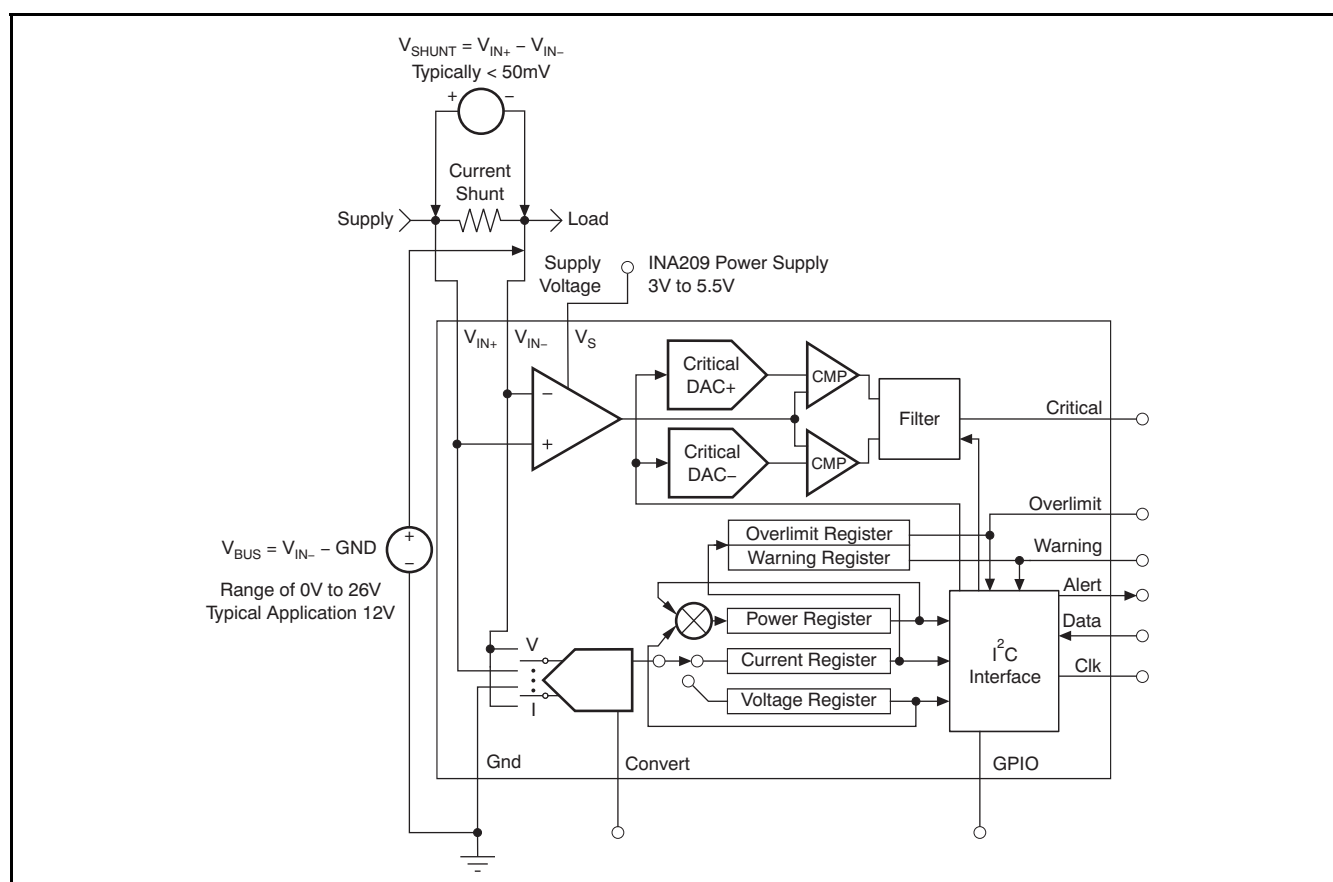 V_SHUNT = V_IN+ − V_IN−
Typically < 50mV
+ −
Current
Shunt
Supply
Load
Supply
Voltage
INA209 Power Supply
3V to 5.5V
V_IN+ V_IN− V_S
Critical
DAC+
CMP
−
+
Filter
Critical
Critical
DAC−
CMP
Overlimit
Overlimit Register
Warning Register
Warning
V_BUS = V_IN− − GND
+
−
Range of 0V to 26V
Typical Application 12V
Alert
Power Register
Data
V
Current Register
I²C
Interface
Clk
I
Voltage Register
Gnd
Convert
GPIO